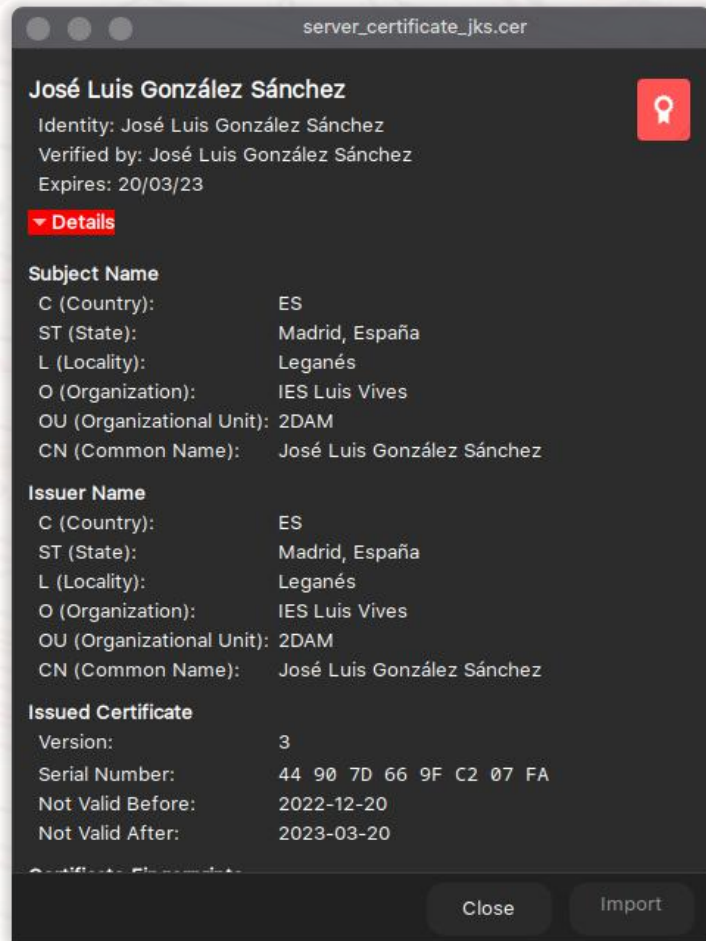 server_certificate_jks.cer
José Luis González Sánchez
Identity: José Luis González Sánchez
Verified by: José Luis González Sánchez
Expires: 20/03/23
Details
Subject Name
C (Country): ES
ST (State): Madrid, España
L (Locality): Leganés
O (Organization): IES Luis Vives
OU (Organizational Unit): 2DAM
CN (Common Name): José Luis González Sánchez
Issuer Name
C (Country): ES
ST (State): Madrid, España
L (Locality): Leganés
O (Organization): IES Luis Vives
OU (Organizational Unit): 2DAM
CN (Common Name): José Luis González Sánchez
Issued Certificate
Version: 3
Serial Number: 44 90 7D 66 9F C2 07 FA
Not Valid Before: 2022-12-20
Not Valid After: 2023-03-20
Close Import